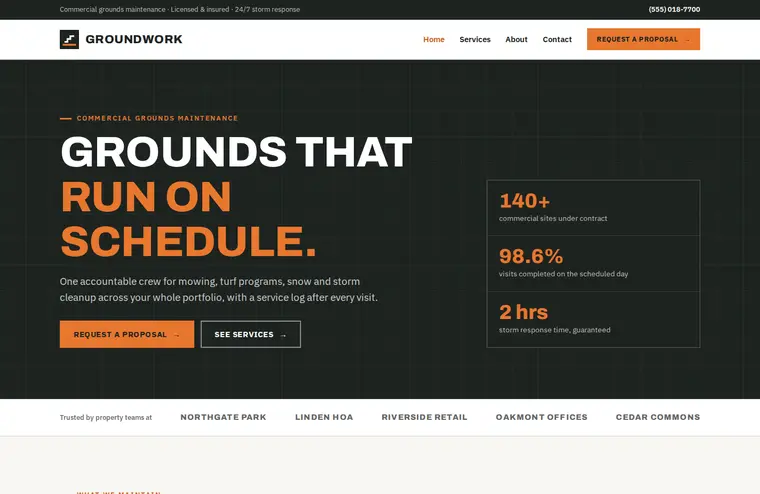 Commercial grounds maintenance · Licensed & insured · 24/7 storm response
(555) 018-7700
GROUNDWORK
Home
Services
About
Contact
REQUEST A PROPOSAL →
COMMERCIAL GROUNDS MAINTENANCE
GROUNDS THAT
RUN ON
SCHEDULE.
One accountable crew for mowing, turf programs, snow and storm
cleanup across your whole portfolio, with a service log after every visit.
REQUEST A PROPOSAL →
SEE SERVICES →
140+
commercial sites under contract
98.6%
visits completed on the scheduled day
2 hrs
storm response time, guaranteed
Trusted by property teams at
NORTHGATE PARK
LINDEN HOA
RIVERSIDE RETAIL
OAKMONT OFFICES
CEDAR COMMONS
WHAT WE MAINTAIN